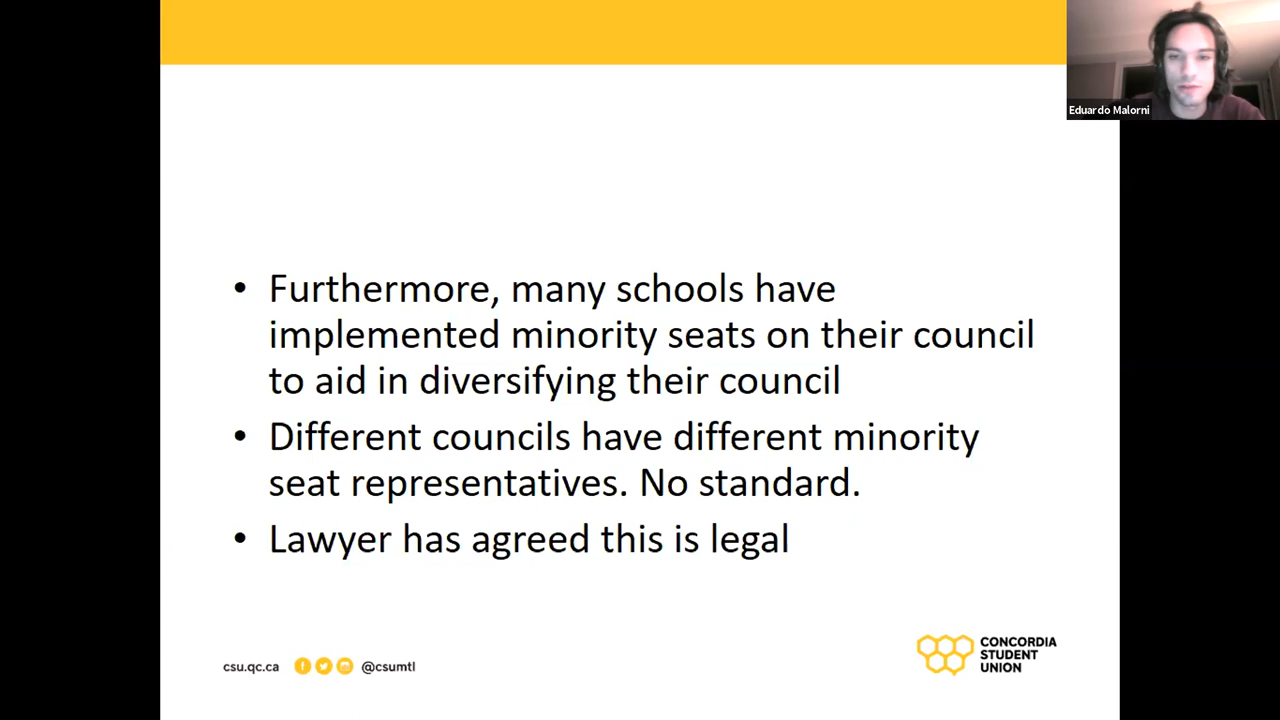 Eduardo Malorni
• Furthermore, many schools have
implemented minority seats on their council
to aid in diversifying their council
• Different councils have different minority
seat representatives. No standard.
• Lawyer has agreed this is legal
csu.qc.ca @csumtl
CONCORDIA
STUDENT
UNION